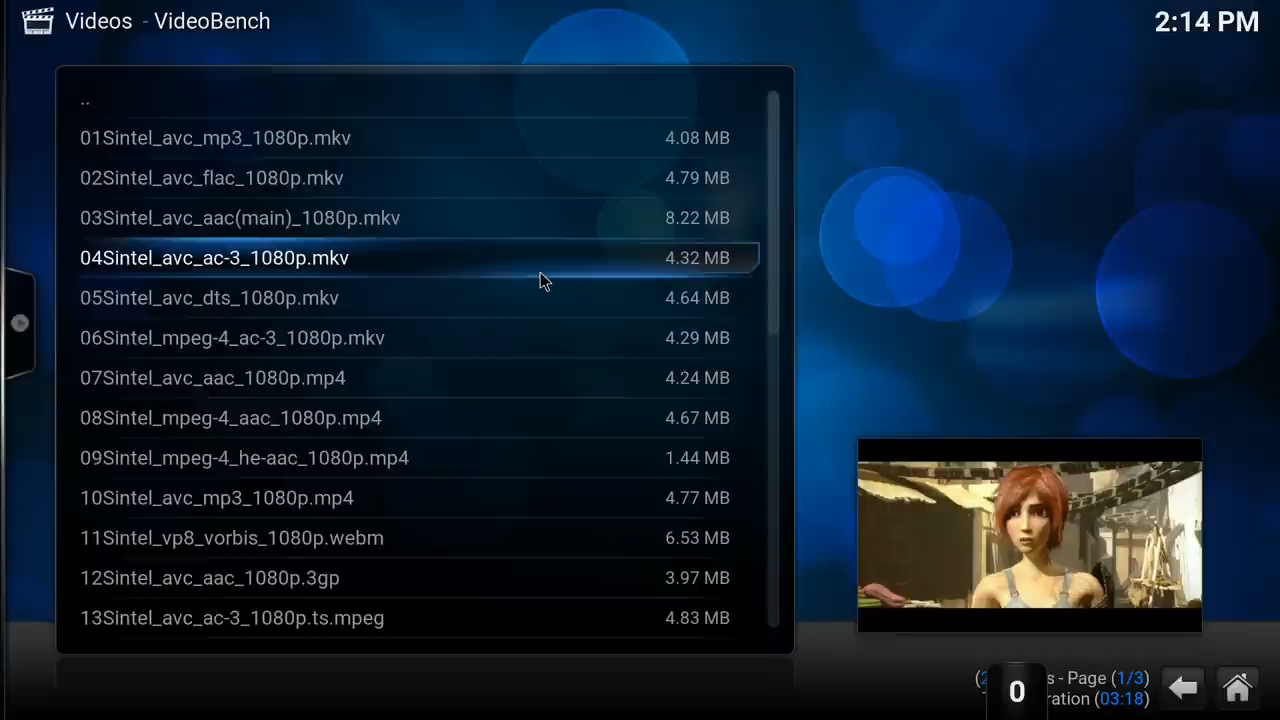 Videos - VideoBench
2:14 PM
..
01Sintel_avc_mp3_1080p.mkv 4.08 MB
02Sintel_avc_flac_1080p.mkv 4.79 MB
03Sintel_avc_aac(main)_1080p.mkv 8.22 MB
04Sintel_avc_ac-3_1080p.mkv 4.32 MB
05Sintel_avc_dts_1080p.mkv 4.64 MB
06Sintel_mpeg-4_ac-3_1080p.mkv 4.29 MB
07Sintel_avc_aac_1080p.mp4 4.24 MB
08Sintel_mpeg-4_aac_1080p.mp4 4.67 MB
09Sintel_mpeg-4_he-aac_1080p.mp4 1.44 MB
10Sintel_avc_mp3_1080p.mp4 4.77 MB
11Sintel_vp8_vorbis_1080p.webm 6.53 MB
12Sintel_avc_aac_1080p.3gp 3.97 MB
13Sintel_avc_ac-3_1080p.ts.mpeg 4.83 MB
0
s - Page (1/3)
ration (03:18)